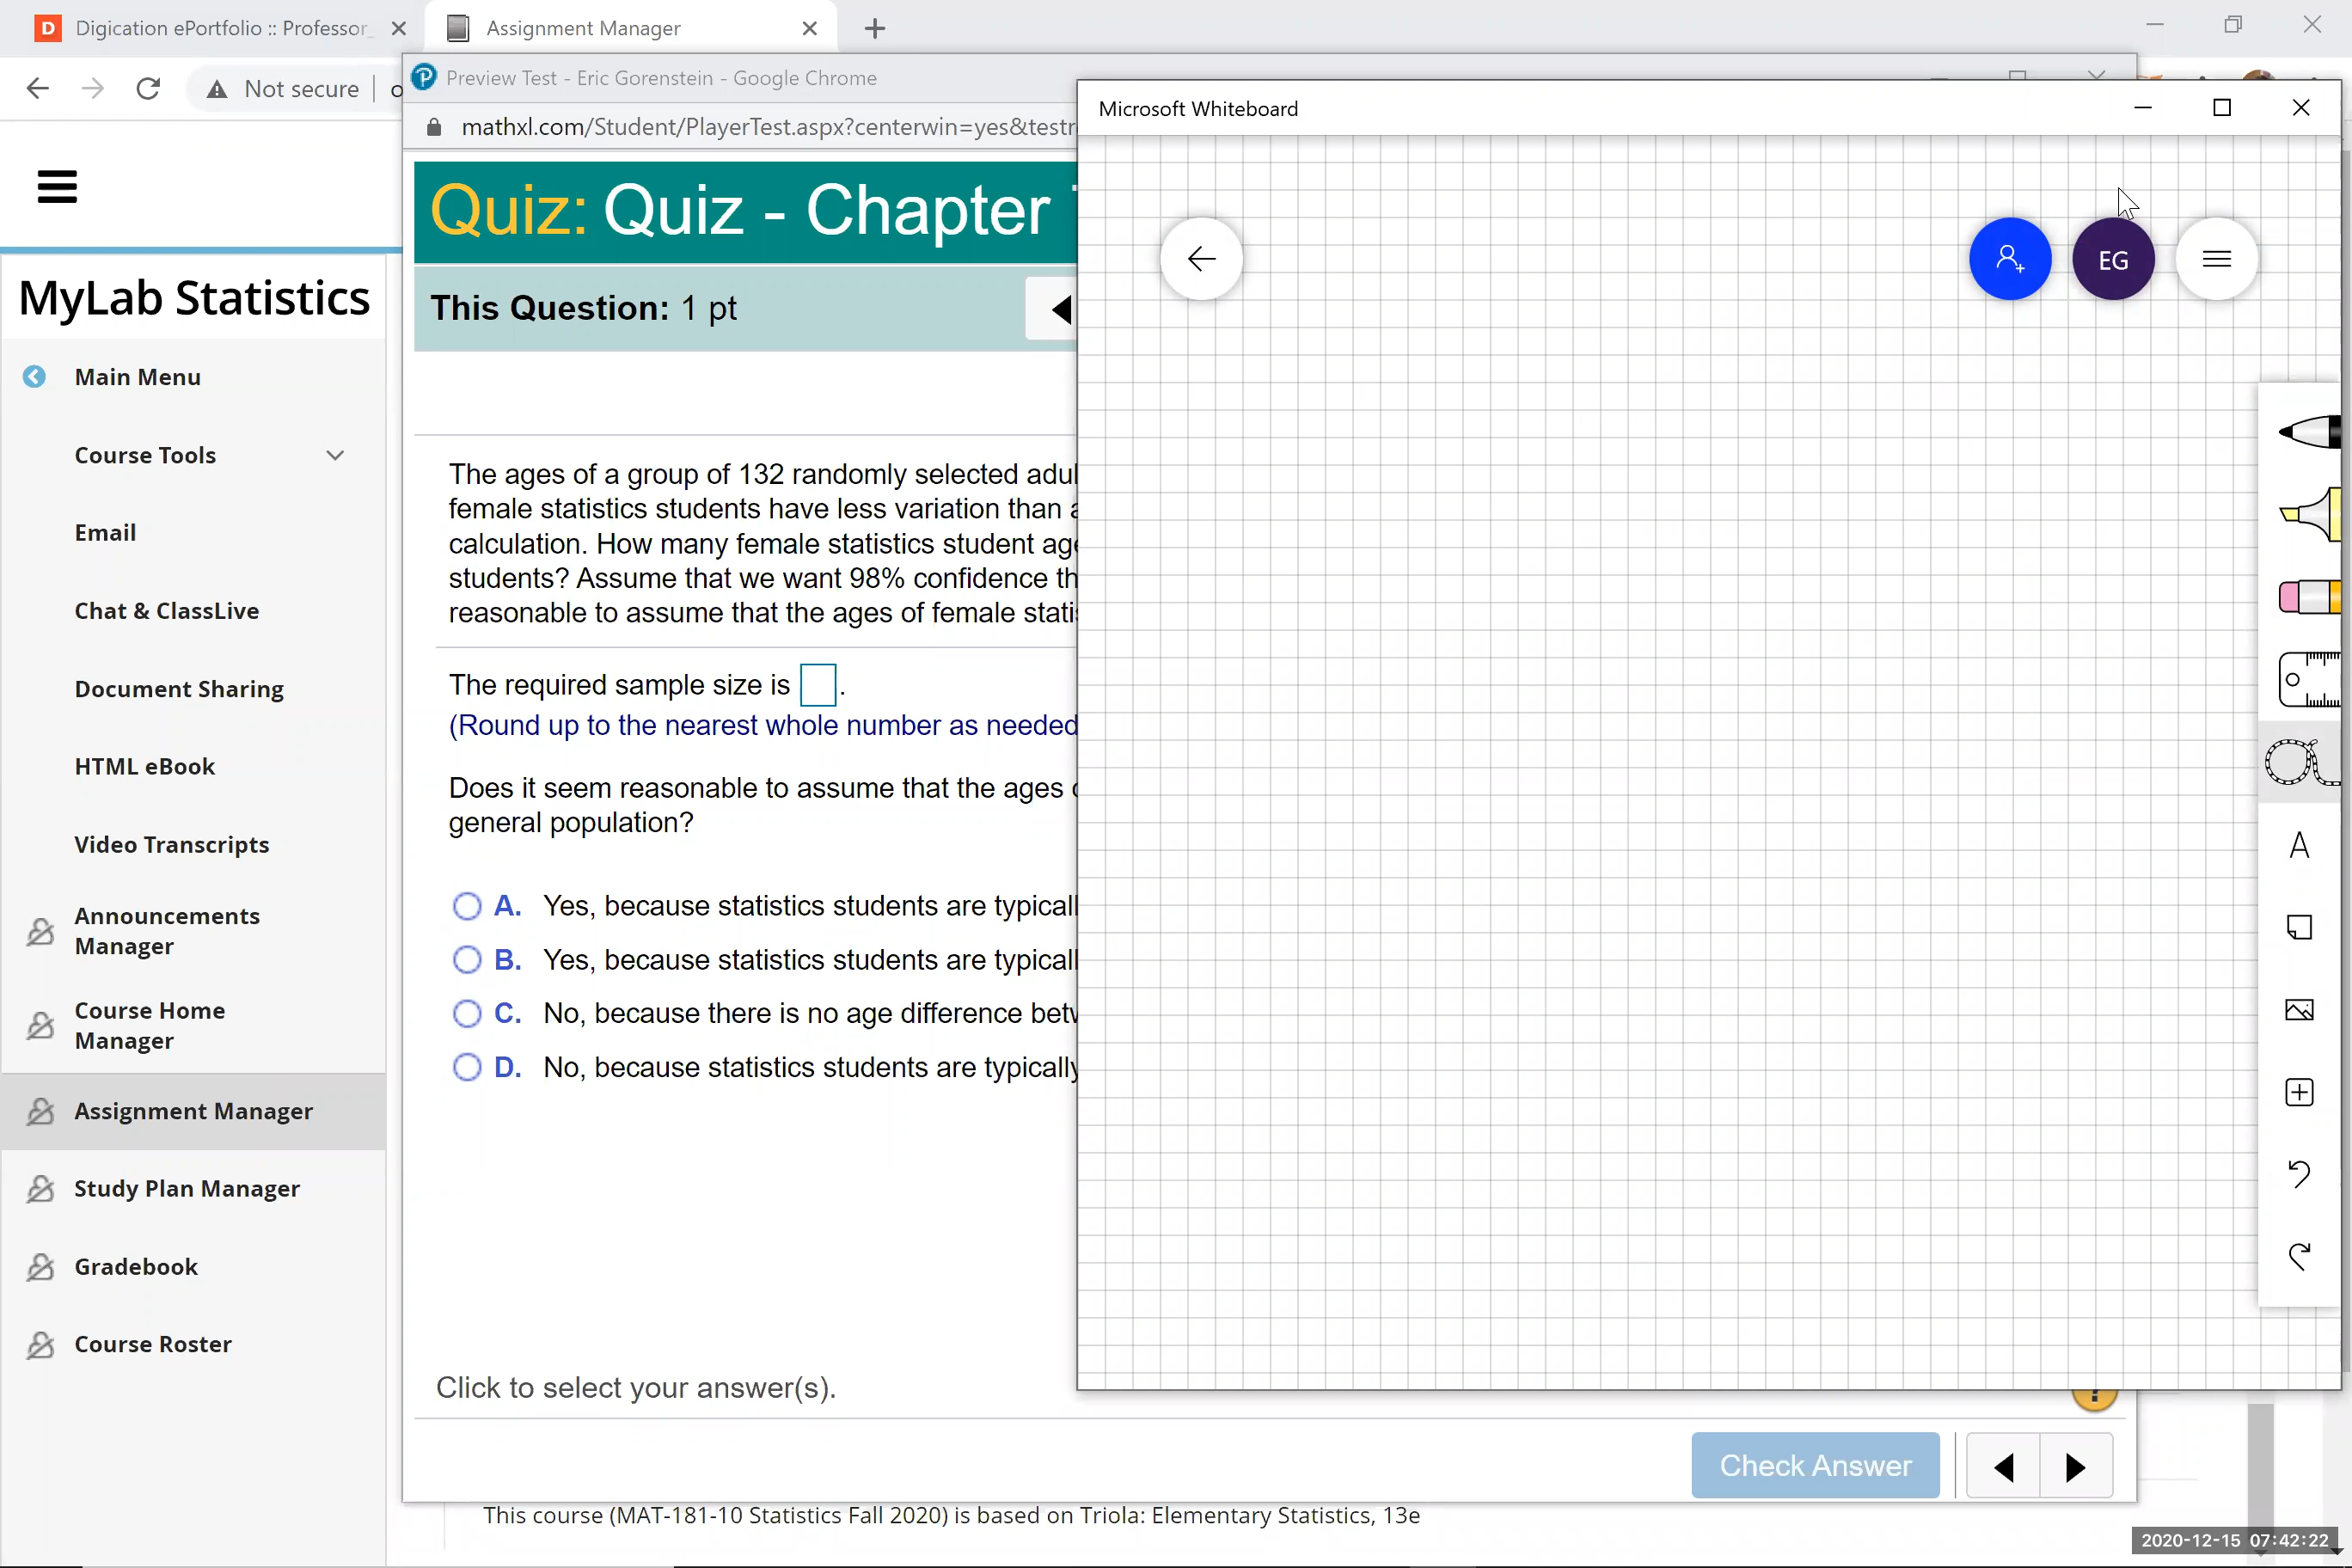 Digication ePortfolio :: Professor_
Assignment Manager
Not secure
Preview Test - Eric Gorenstein - Google Chrome
mathxl.com/Student/PlayerTest.aspx?centerwin=yes&testr
Microsoft Whiteboard
MyLab Statistics
Main Menu
Course Tools
Email
Chat & ClassLive
Document Sharing
HTML eBook
Video Transcripts
Announcements
Manager
Course Home
Manager
Assignment Manager
Study Plan Manager
Gradebook
Course Roster
Quiz: Quiz - Chapter
This Question: 1 pt
The ages of a group of 132 randomly selected adul
female statistics students have less variation than a
calculation. How many female statistics student age
students? Assume that we want 98% confidence th
reasonable to assume that the ages of female statis
The required sample size is .
(Round up to the nearest whole number as needed
Does it seem reasonable to assume that the ages
general population?
A. Yes, because statistics students are typicall
B. Yes, because statistics students are typicall
C. No, because there is no age difference betw
D. No, because statistics students are typically
Click to select your answer(s).
Check Answer
This course (MAT-181-10 Statistics Fall 2020) is based on Triola: Elementary Statistics, 13e
EG
2020-12-15 07:42:22